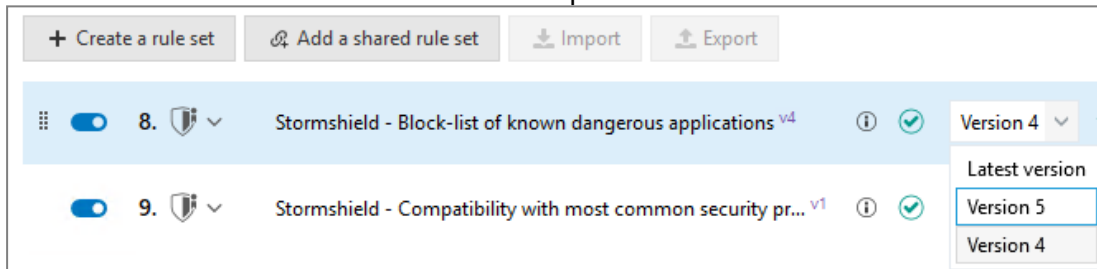 + Create a rule set Add a shared rule set Import Export
8. Stormshield - Block-list of known dangerous applications v4 Version 4
Latest version
9. Stormshield - Compatibility with most common security pr... v1 Version 5
Version 4